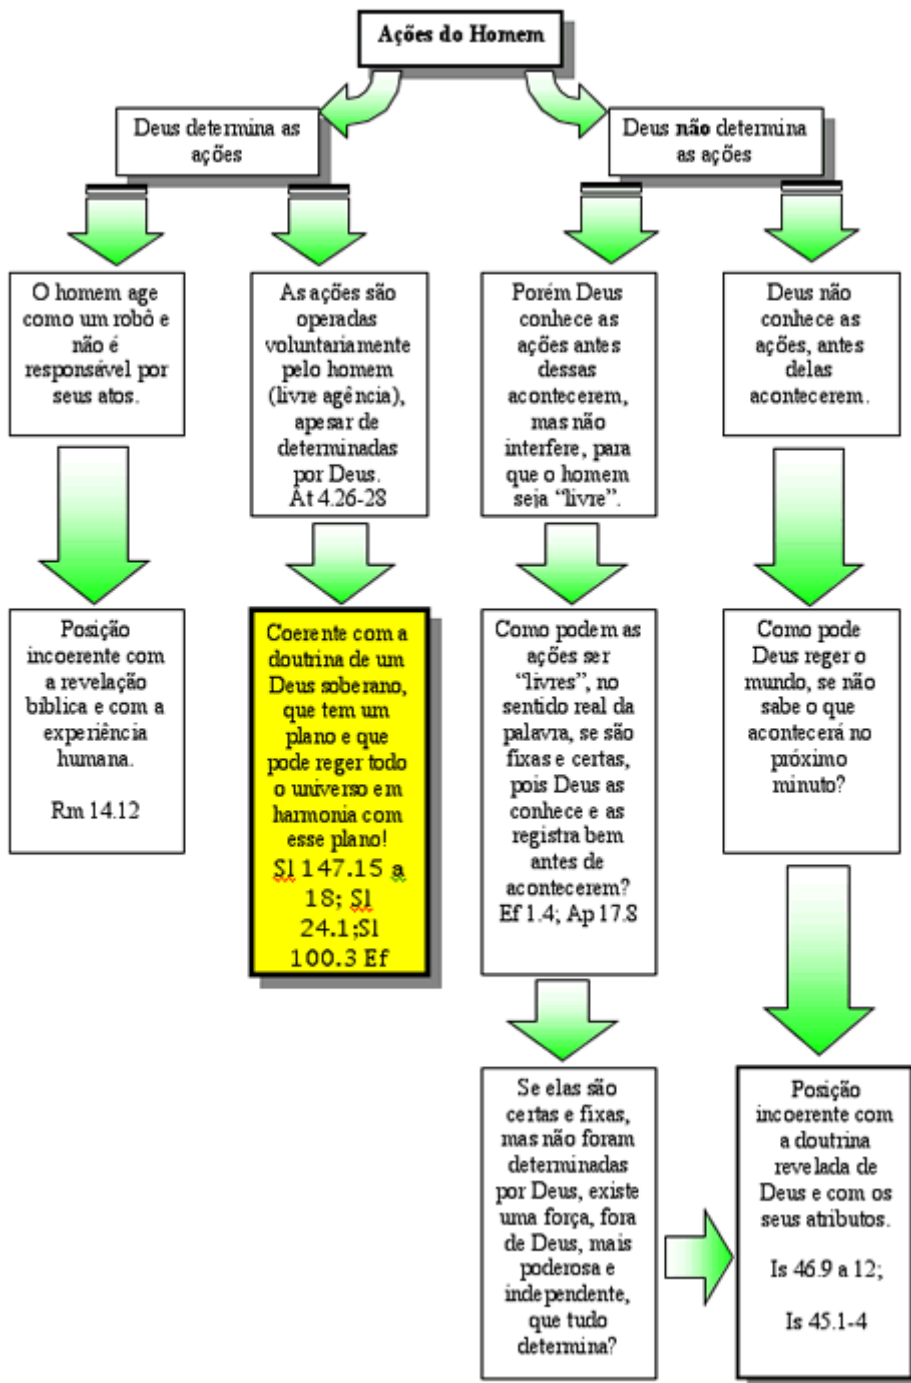 Ações do Homem
Deus determina as
ações
Deus não determina
as ações
O homem age
como um robô e
não é
responsável por
seus atos.
As ações são
operadas
voluntariamente
pelo homem
(livre agência),
apesar de
determinadas
por Deus.
At 4.26-28
Porém Deus
conhece as
ações antes
dessas
acontecerem,
mas não
interfere, para
que o homem
seja “livre”.
Deus não
conhece as
ações, antes
delas
acontecerem.
Posição
incoerente com
a revelação
bíblica e com a
experiência
humana.
Rm 14.12
Coerente com a
doutrina de um
Deus soberano,
que tem um
plano e que
pode reger todo
o universo em
harmonia com
esse plano!
Sl 147.15 a
18; Sl
24.1;Sl
100.3 Ef
Como podem as
ações ser
“livres”, no
sentido real da
palavra, se são
fixas e certas,
pois Deus as
conhece e as
registra bem
antes de
acontecerem?
Ef 1.4; Ap 17.8
Como pode
Deus reger o
mundo, se não
sabe o que
acontecerá no
próximo
minuto?
Se elas são
certas e fixas,
mas não foram
determinadas
por Deus, existe
uma força, fora
de Deus, mais
poderosa e
independente,
que tudo
determina?
Posição
incoerente com
a doutrina
revelada de
Deus e com os
seus atributos.
Is 46.9 a 12;
Is 45.1-4